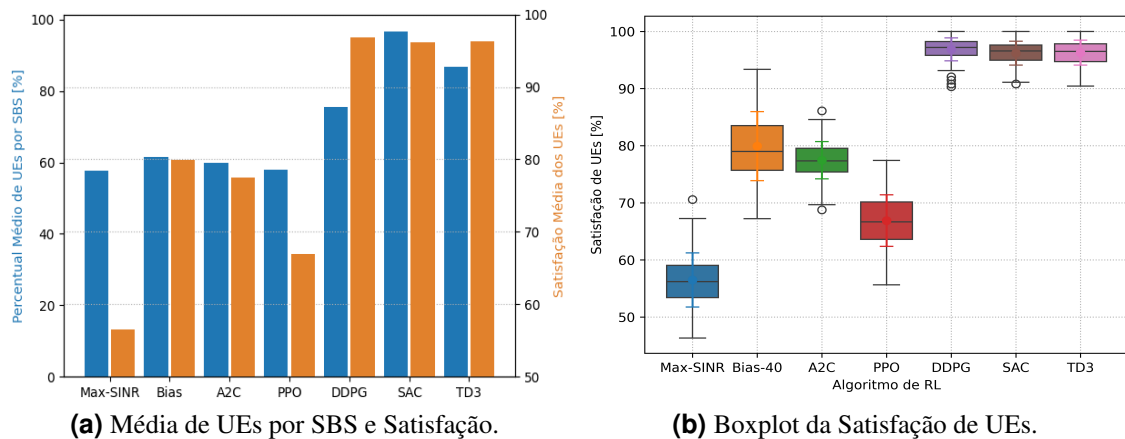 Percentual Médio de UEs por SBS [%]
100
80
60
40
20
0
Satisfação Média dos UEs [%]
100
90
80
70
60
50
Max-SINR Bias A2C PPO DDPG SAC TD3
(a) Média de UEs por SBS e Satisfação.
Satisfação de UEs [%]
100
90
80
70
60
50
Max-SINR Bias-40 A2C PPO DDPG SAC TD3
Algoritmo de RL
(b) Boxplot da Satisfação de UEs.